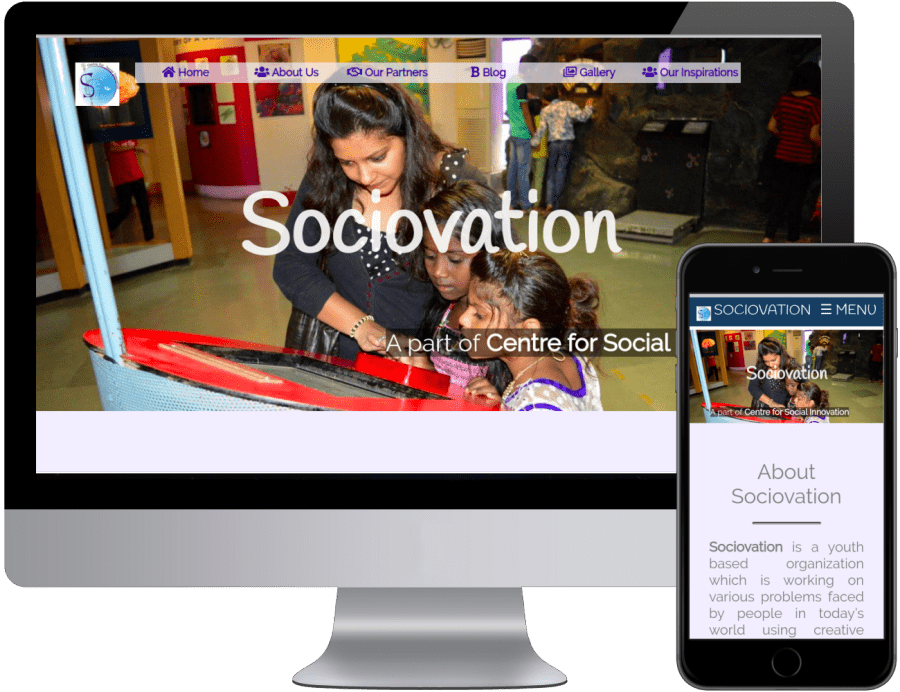 Home About Us Our Partners B Blog Gallery Our Inspirations
S
Sociovation
A part of Centre for Social
SOCIOVATION ☰ MENU
Sociovation
A part of Centre for Social Innovation
About
Sociovation
Sociovation is a youth
based organization
which is working on
various problems faced
by people in today's
world using creative